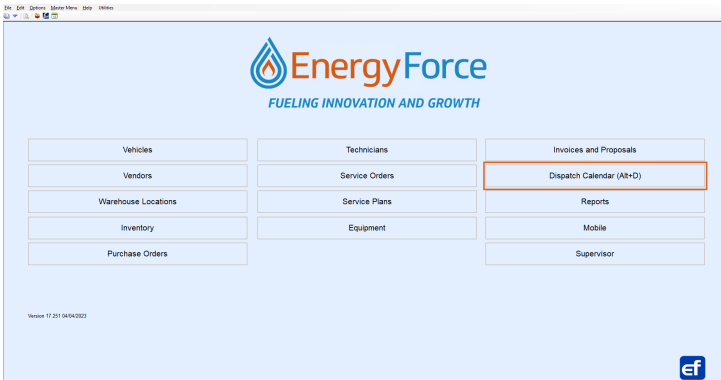 File Edit Options Master Menu Help Utilities
EnergyForce
FUELING INNOVATION AND GROWTH
Vehicles Technicians Invoices and Proposals
Vendors Service Orders Dispatch Calendar (Alt+D)
Warehouse Locations Service Plans Reports
Inventory Equipment Mobile
Purchase Orders Supervisor
Version 17.251 04/04/2023
ef